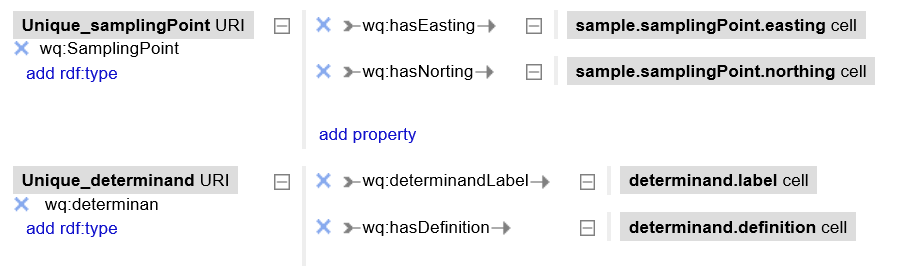 Unique_samplingPoint URI
wq:hasEasting
sample.samplingPoint.easting cell
wq:SamplingPoint
add rdf:type
wq:hasNorting
sample.samplingPoint.northing cell
add property
Unique_determinand URI
wq:determinandLabel
determinand.label cell
wq:determinan
add rdf:type
wq:hasDefinition
determinand.definition cell